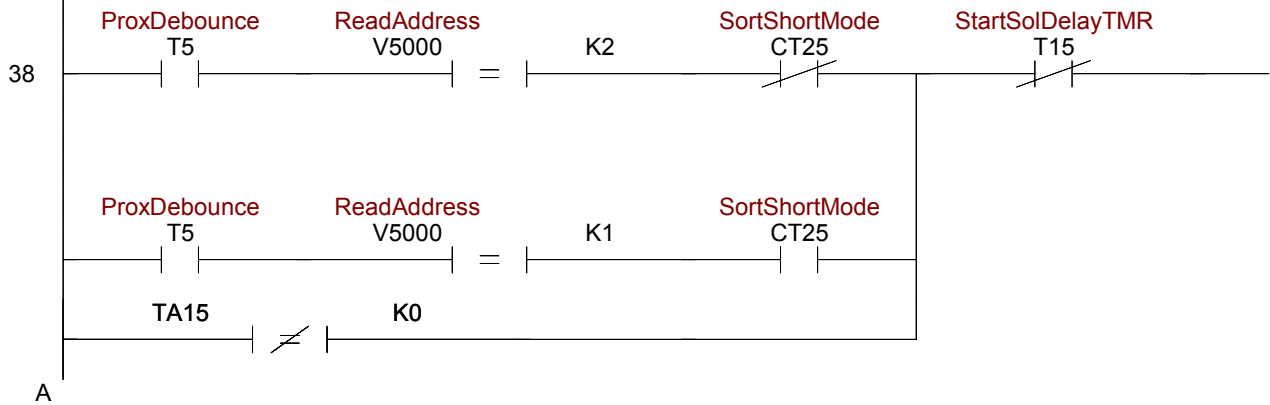 ProxDebounce ReadAddress SortShortMode StartSolDelayTMR
T5 V5000 K2 CT25 T15
38 =
ProxDebounce ReadAddress SortShortMode
T5 V5000 K1 CT25
=
TA15 K0
≠
A